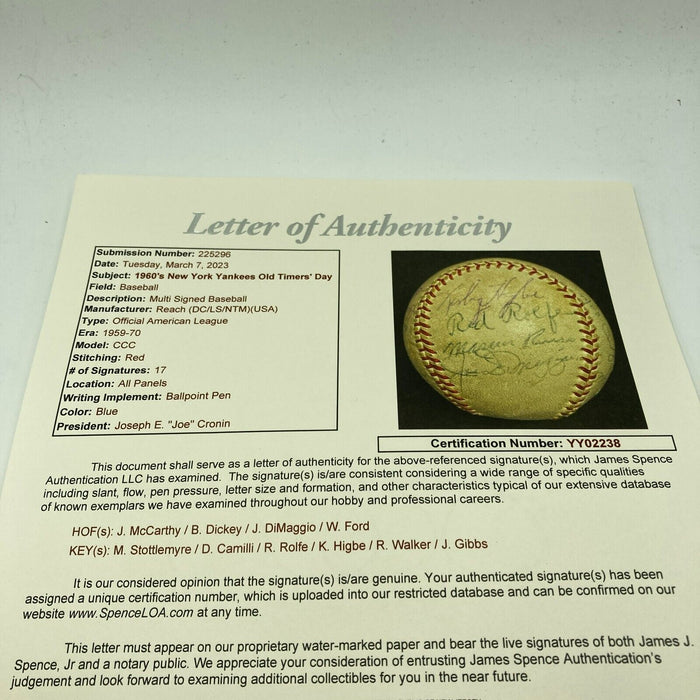 Letter of Authenticity
Submission Number: 225296
Date: Tuesday, March 7, 2023
Subject: 1960's New York Yankees Old Timers' Day
Field: Baseball
Description: Multi Signed Baseball
Manufacturer: Reach (DC/LS/NTM)(USA)
Type: Official American League
Era: 1959-70
Model: CCC
Stitching: Red
# of Signatures: 17
Location: All Panels
Writing Implement: Ballpoint Pen
Color: Blue
President: Joseph E. "Joe" Cronin
Kirby Higbe
Red Rolfe
Joe DiMaggio
Certification Number: YY02238
This document shall serve as a letter of authenticity for the above-referenced signature(s), which James Spence
Authentication LLC has examined. The signature(s) is/are consistent considering a wide range of specific qualities
including slant, flow, pen pressure, letter size and formation, and other characteristics typical of our extensive database
of known exemplars we have examined throughout our hobby and professional careers.
HOF(s): J. McCarthy / B. Dickey / J. DiMaggio / W. Ford
KEY(s): M. Stottlemyre / D. Camilli / R. Rolfe / K. Higbe / R. Walker / J. Gibbs
It is our considered opinion that the signature(s) is/are genuine. Your authenticated signature(s) has been
assigned a unique certification number, which is uploaded into our restricted database and can be confirmed on our
website www.SpenceLOA.com at any time.
This letter must appear on our proprietary water-marked paper and bear the live signatures of both James J.
Spence, Jr and a notary public. We appreciate your consideration of entrusting James Spence Authentication's
judgement and look forward to examining additional collectibles for you in the near future.